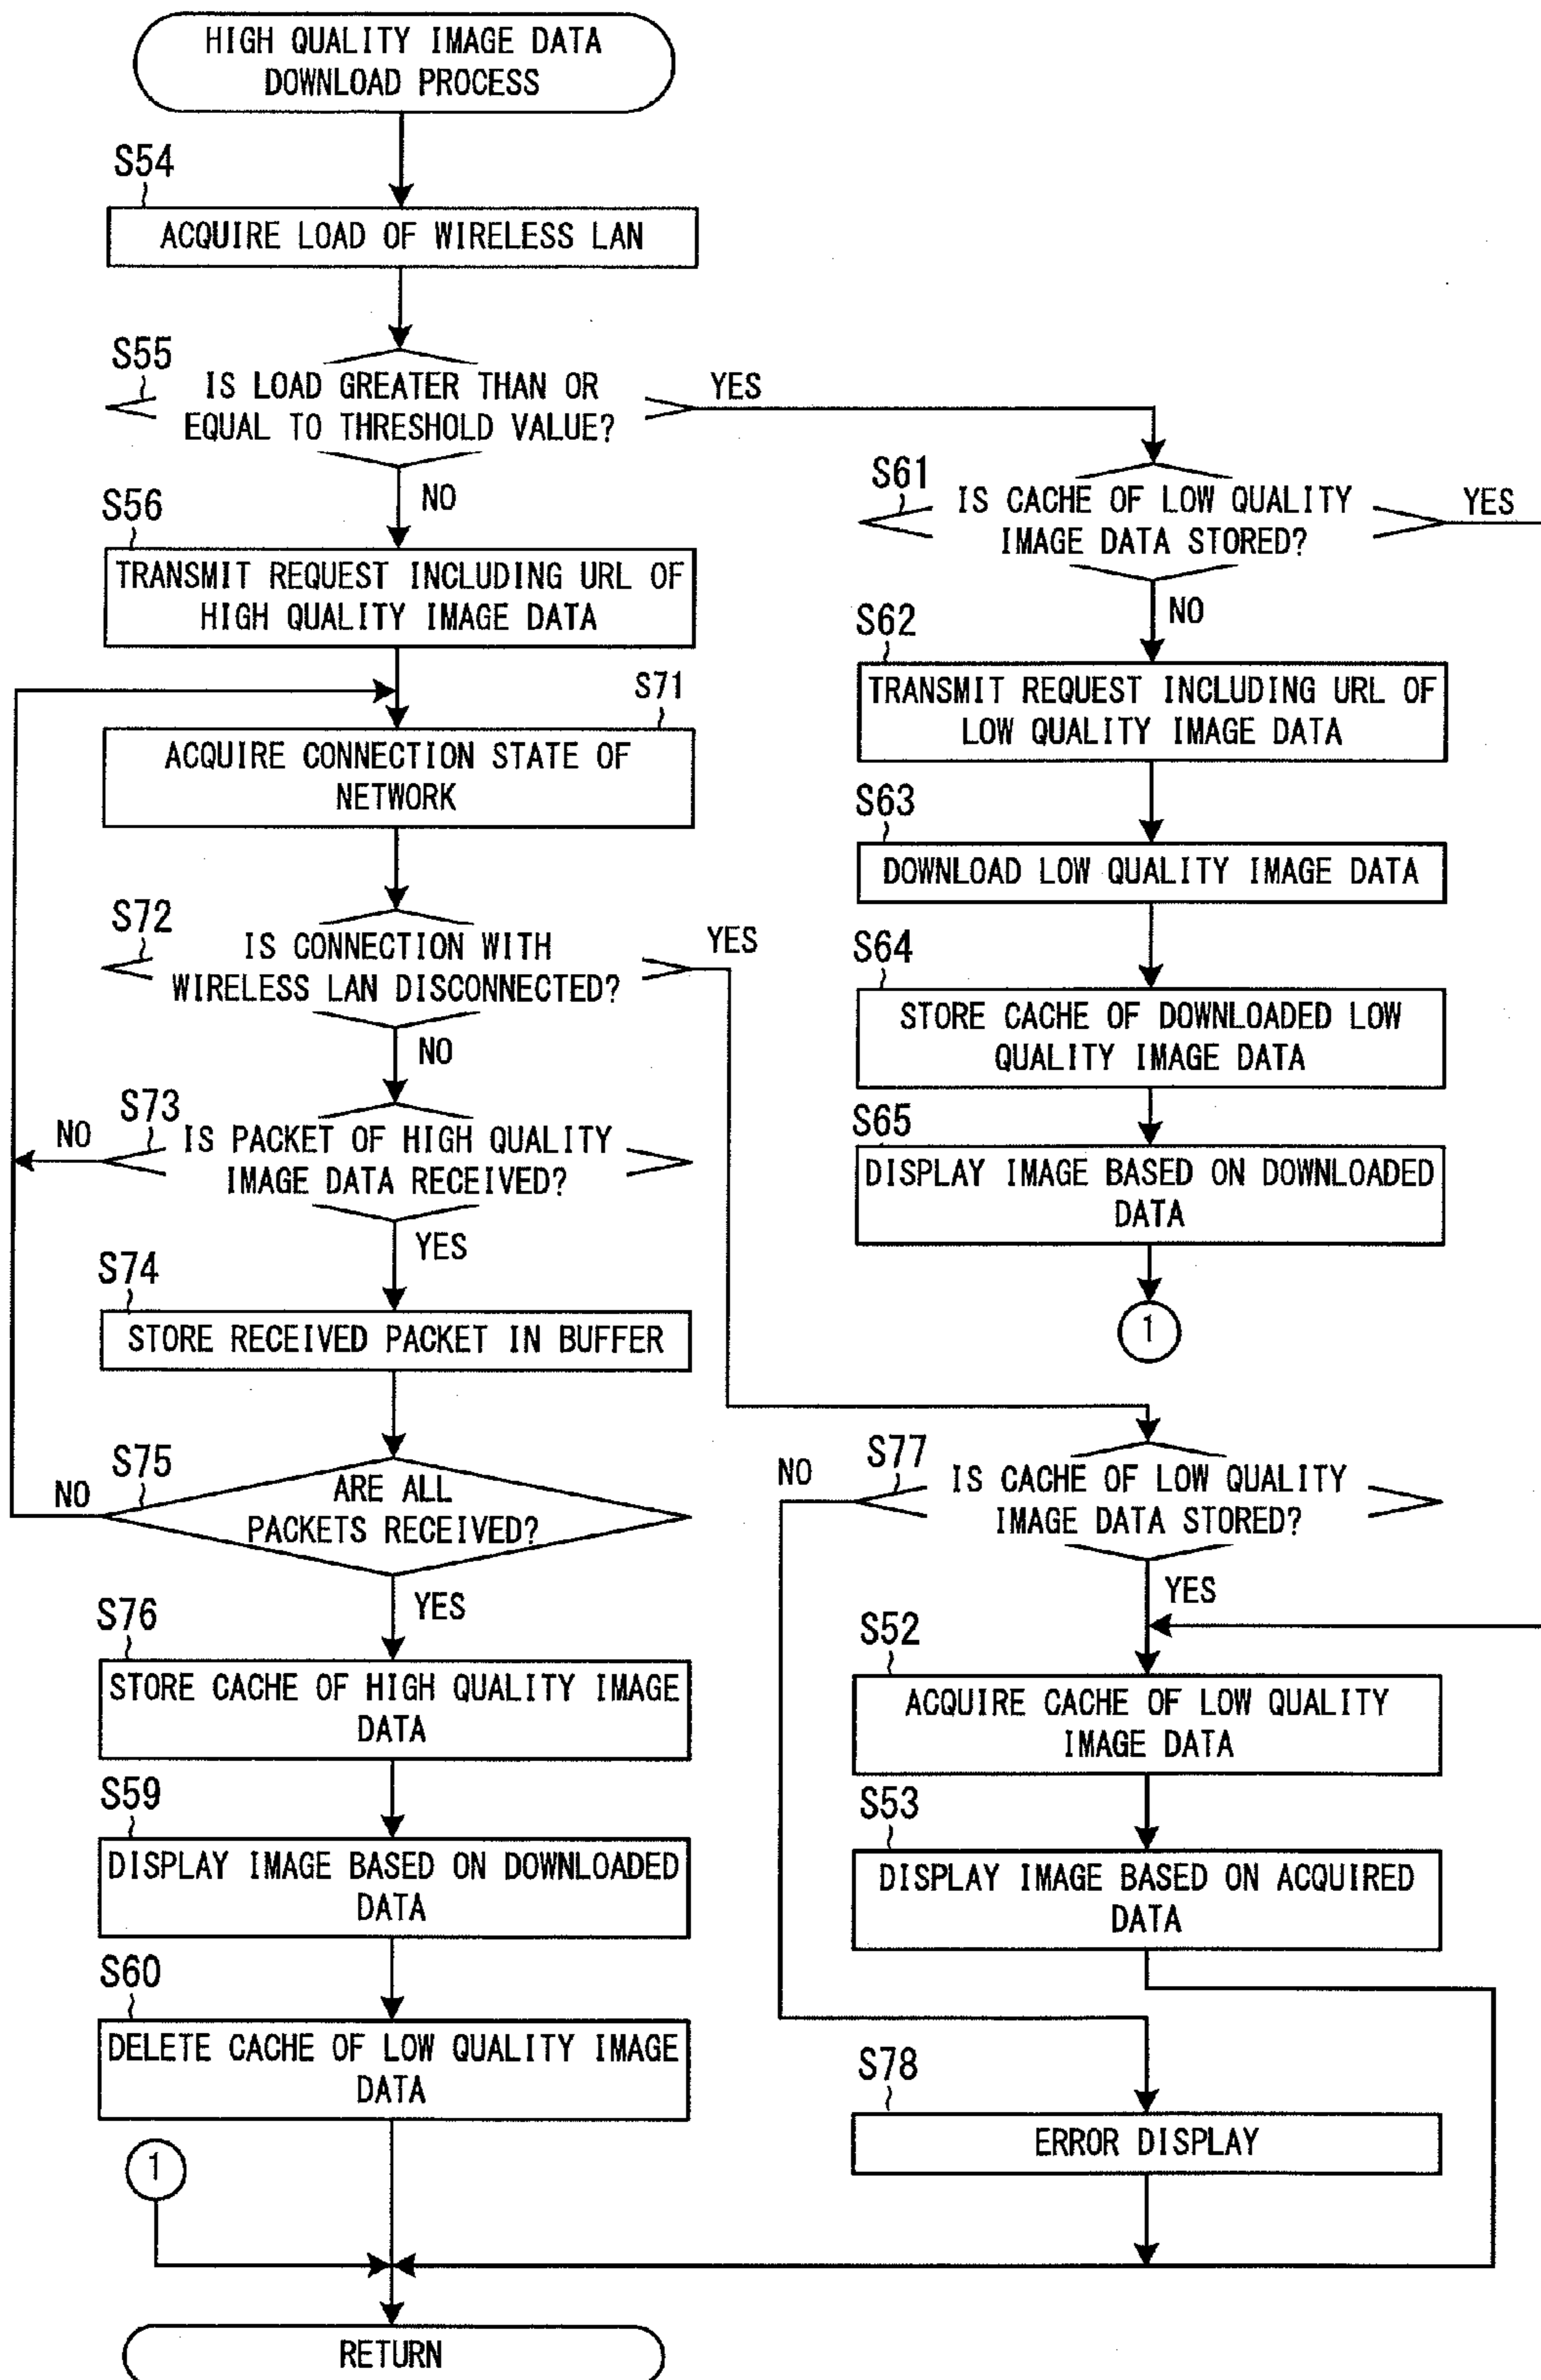 HIGH QUALITY IMAGE DATA
DOWNLOAD PROCESS
S54
ACQUIRE LOAD OF WIRELESS LAN
S55
IS LOAD GREATER THAN OR
EQUAL TO THRESHOLD VALUE?
YES
NO
S56
TRANSMIT REQUEST INCLUDING URL OF
HIGH QUALITY IMAGE DATA
S71
ACQUIRE CONNECTION STATE OF
NETWORK
S72
IS CONNECTION WITH
WIRELESS LAN DISCONNECTED?
YES
NO
S73
NO
IS PACKET OF HIGH QUALITY
IMAGE DATA RECEIVED?
YES
S74
STORE RECEIVED PACKET IN BUFFER
S75
NO
ARE ALL
PACKETS RECEIVED?
YES
S76
STORE CACHE OF HIGH QUALITY IMAGE
DATA
S59
DISPLAY IMAGE BASED ON DOWNLOADED
DATA
S60
DELETE CACHE OF LOW QUALITY IMAGE
DATA
1
RETURN
S61
IS CACHE OF LOW QUALITY
IMAGE DATA STORED?
YES
NO
S62
TRANSMIT REQUEST INCLUDING URL OF
LOW QUALITY IMAGE DATA
S63
DOWNLOAD LOW QUALITY IMAGE DATA
S64
STORE CACHE OF DOWNLOADED LOW
QUALITY IMAGE DATA
S65
DISPLAY IMAGE BASED ON DOWNLOADED
DATA
1
S77
NO
IS CACHE OF LOW QUALITY
IMAGE DATA STORED?
YES
S52
ACQUIRE CACHE OF LOW QUALITY
IMAGE DATA
S53
DISPLAY IMAGE BASED ON ACQUIRED
DATA
S78
ERROR DISPLAY